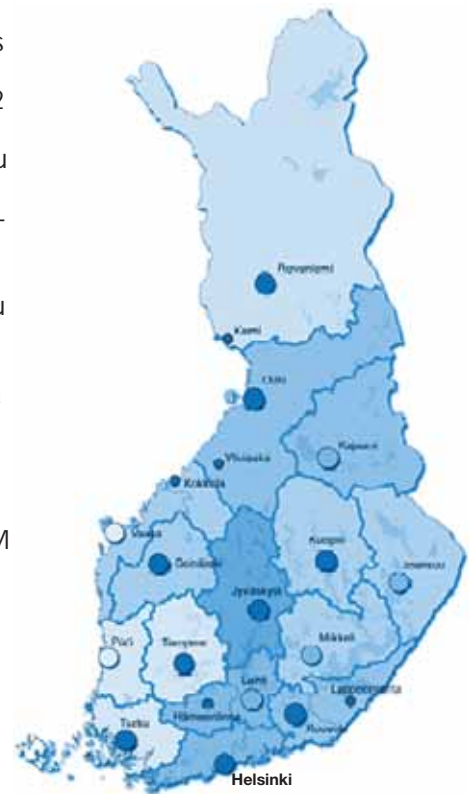 s
2
u
-
u
M
Rovaniemi
Kemi
Oulu
Kajaani
Ylivieska
Kokkola
Vaasa
Seinäjoki
Kuopio
Joensuu
Jyväskylä
Pori
Tampere
Mikkeli
Lahti
Lappeenranta
Hämeenlinna
Kouvola
Turku
Helsinki